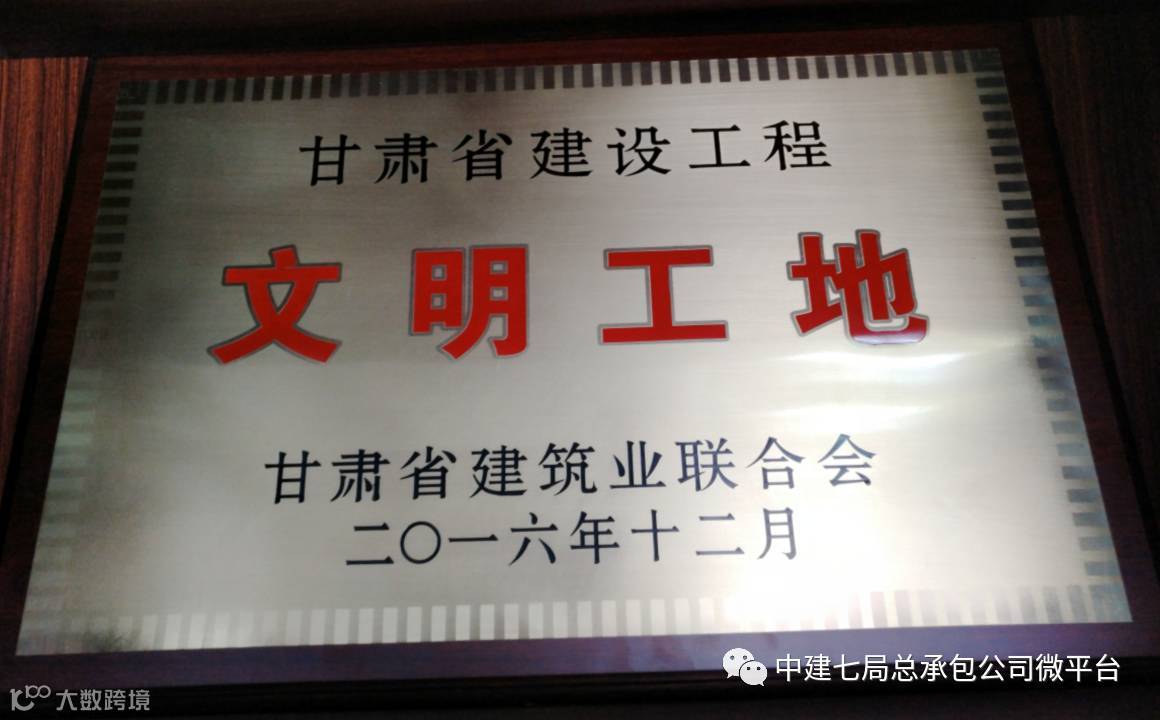 甘肃省建设工程
文明工地
甘肃省建筑业联合会
二〇一六年十二月
中建七局总承包公司微平台
大数跨境